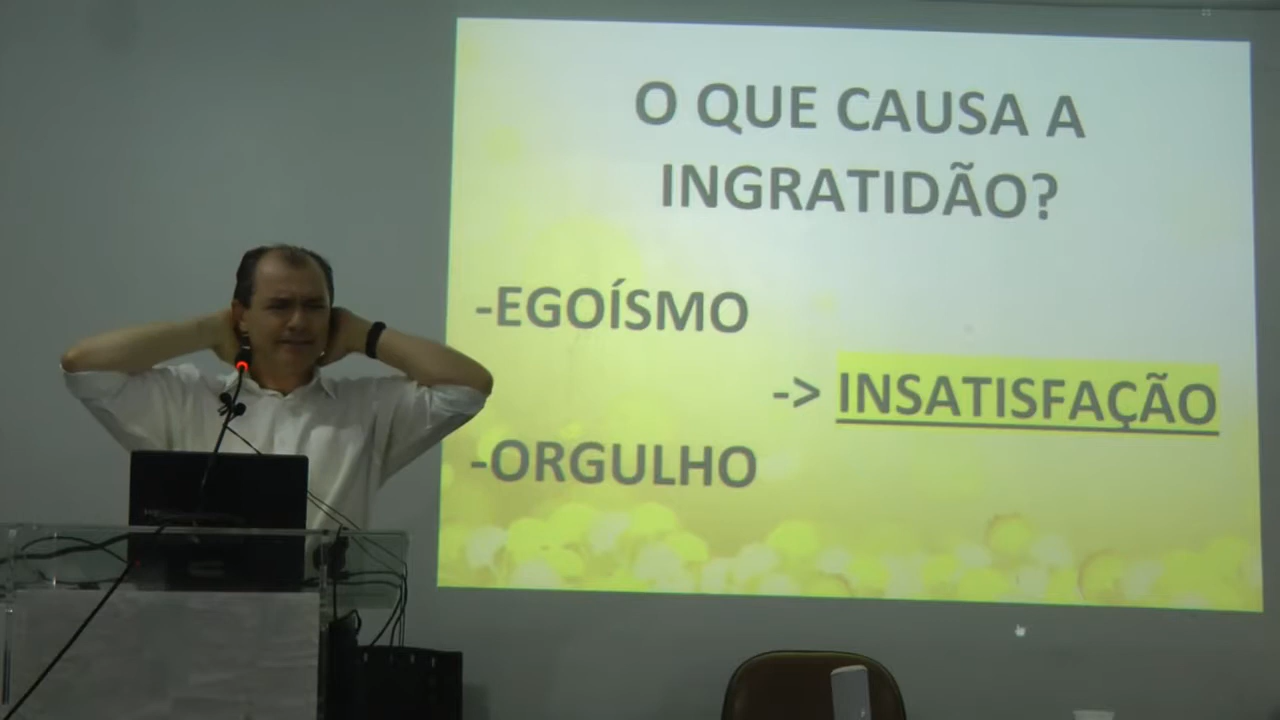 O QUE CAUSA A
INGRATIDÃO?
-EGOÍSMO
-> INSATISFAÇÃO
-ORGULHO